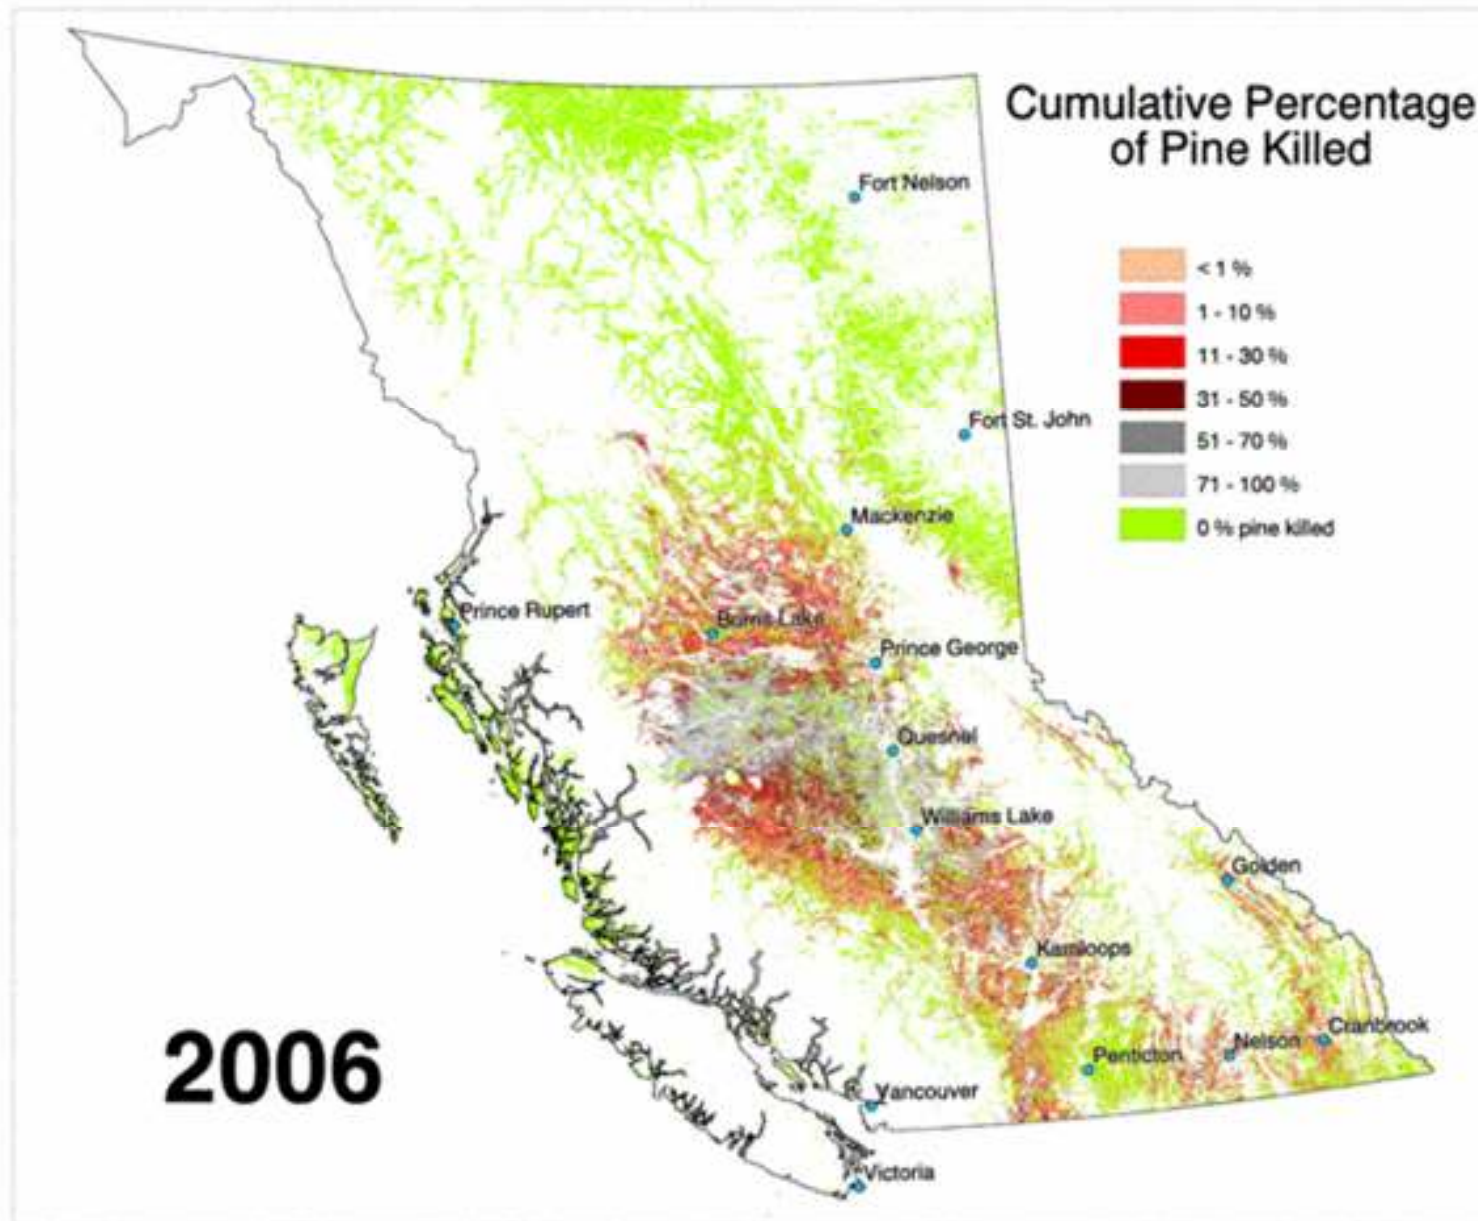 Cumulative Percentage
of Pine Killed
Fort Nelson
< 1 %
1 - 10 %
11 - 30 %
31 - 50 %
51 - 70 %
71 - 100 %
0 % pine killed
Fort St. John
Mackenzie
Prince Rupert
Burns Lake
Prince George
Quesnel
Williams Lake
Golden
Kamloops
Cranbrook
Nelson
Penticton
2006
Vancouver
Victoria